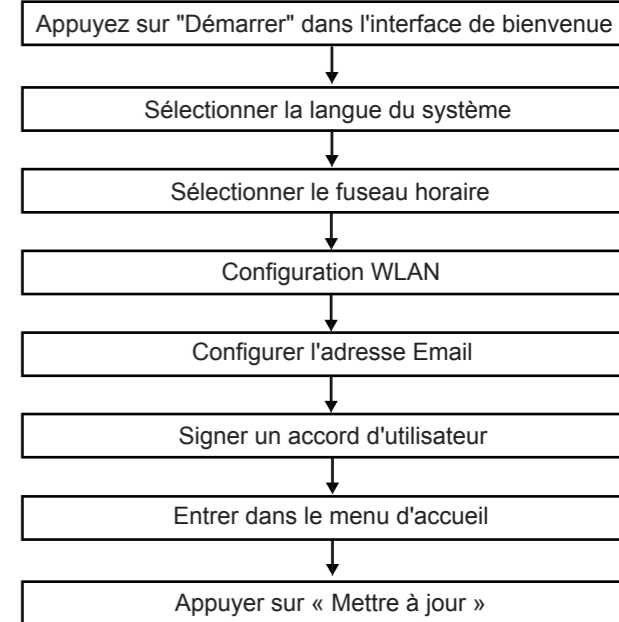 Appuyez sur "Démarrer" dans l'interface de bienvenue
Sélectionner la langue du système
Sélectionner le fuseau horaire
Configuration WLAN
Configurer l'adresse Email
Signer un accord d'utilisateur
Entrer dans le menu d'accueil
Appuyer sur « Mettre à jour »